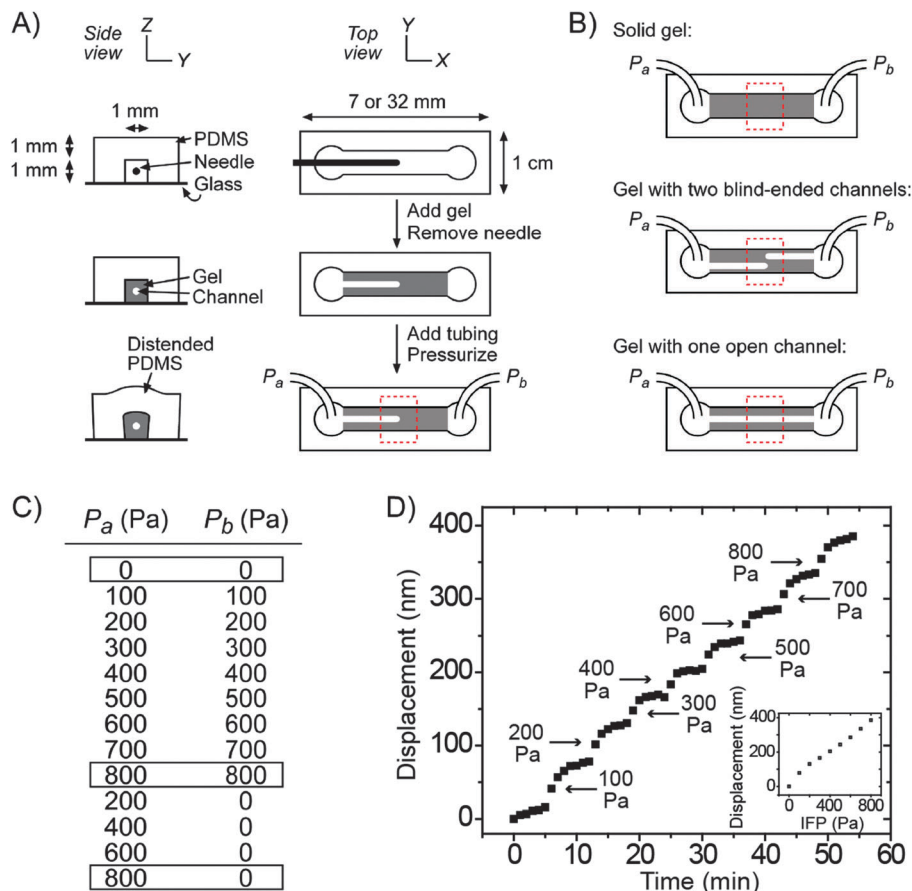 A)
Side view
Z
Y
Top view
Y
X
1 mm
1 mm
1 mm
PDMS
Needle
Glass
7 or 32 mm
1 cm
Add gel
Remove needle
Gel
Channel
Add tubing
Pressurize
Distended
PDMS
Pa
Pb
B)
Solid gel:
Pa
Pb
Gel with two blind-ended channels:
Pa
Pb
Gel with one open channel:
Pa
Pb
C)
Pa (Pa) Pb (Pa)
0 0
100 100
200 200
300 300
400 400
500 500
600 600
700 700
800 800
200 0
400 0
600 0
800 0
D)
Displacement (nm)
400
300
200
100
0
0 10 20 30 40 50 60
Time (min)
100
Pa
200
Pa
300
Pa
400
Pa
500
Pa
600
Pa
700
Pa
800
Pa
Displacement (nm)
400
200
0
0 400 800
IFP (Pa)